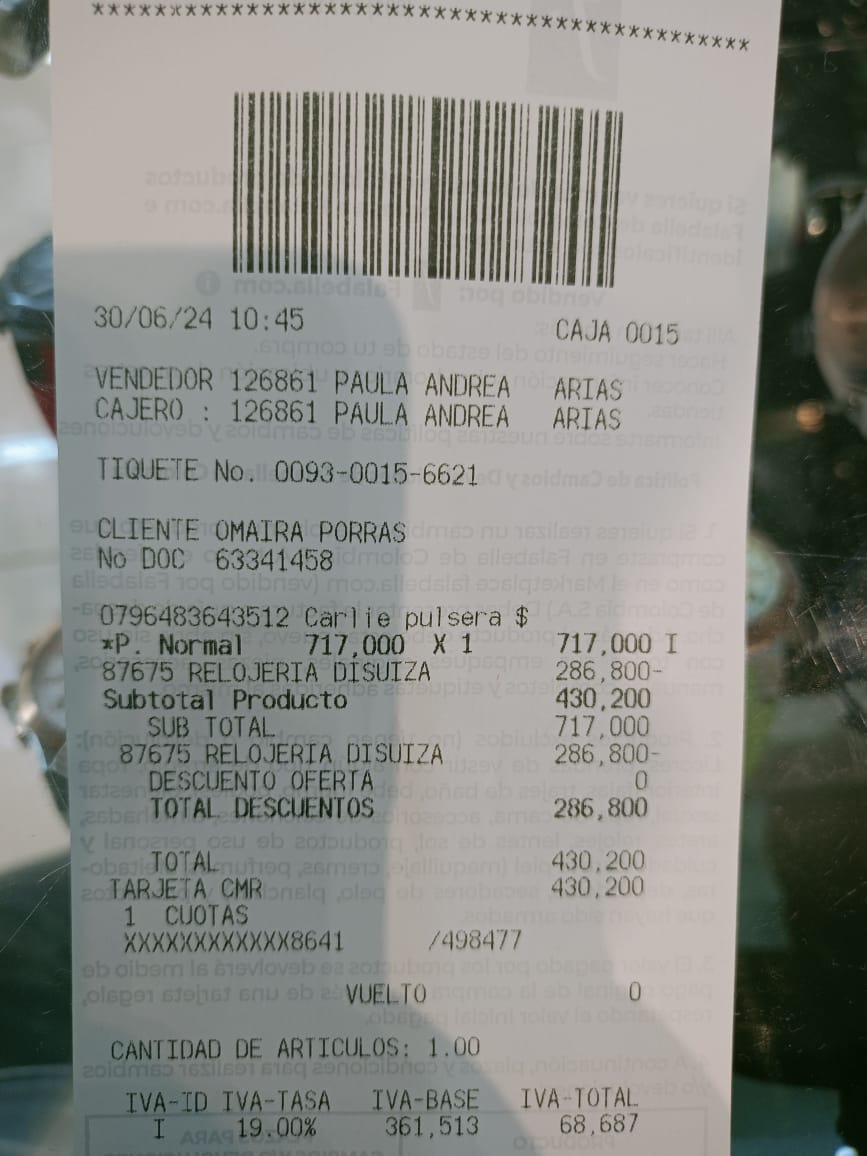 *******************************************
30/06/24 10:45 CAJA 0015
VENDEDOR 126861 PAULA ANDREA ARIAS
CAJERO : 126861 PAULA ANDREA ARIAS
TIQUETE No. 0093-0015-6621
CLIENTE OMAIRA PORRAS
No DOC 63341458
0796483643512 Carlie pulsera $
*P. Normal 717,000 X 1 717,000 I
87675 RELOJERIA DISUIZA 286,800-
Subtotal Producto 430,200
SUB TOTAL 717,000
87675 RELOJERIA DISUIZA 286,800-
DESCUENTO OFERTA 0
TOTAL DESCUENTOS 286,800
TOTAL 430,200
TARJETA CMR 430,200
1 CUOTAS
XXXXXXXXXXXX8641 /498477
VUELTO 0
CANTIDAD DE ARTICULOS: 1.00
IVA-ID IVA-TASA IVA-BASE IVA-TOTAL
I 19.00% 361,513 68,687